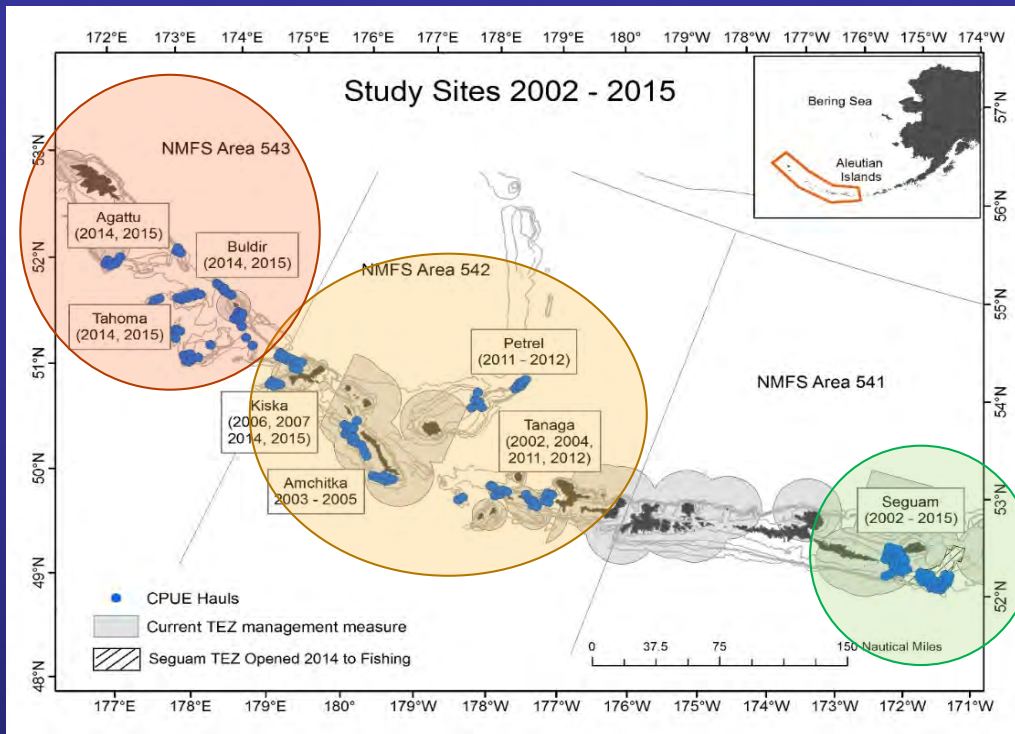 172°E 173°E 174°E 175°E 176°E 177°E 178°E 179°E 180° 179°W 178°W 177°W 176°W 175°W 174°W
Study Sites 2002 - 2015
Bering Sea
Aleutian
Islands
57°N
56°N
55°N
54°N
53°N
52°N
53°N
52°N
51°N
50°N
49°N
48°N
NMFS Area 543
Agattu
(2014, 2015)
Buldir
(2014, 2015)
Tahoma
(2014, 2015)
NMFS Area 542
Petrel
(2011 - 2012)
Kiska
(2006, 2007
2014, 2015)
Tanaga
(2002, 2004,
2011, 2012)
Amchitka
2003 - 2005
NMFS Area 541
Seguam
(2002 - 2015)
CPUE Hauls
Current TEZ management measure
Seguam TEZ Opened 2014 to Fishing
0 37.5 75 150 Nautical Miles
177°E 178°E 179°E 180° 179°W 178°W 177°W 176°W 175°W 174°W 173°W 172°W 171°W